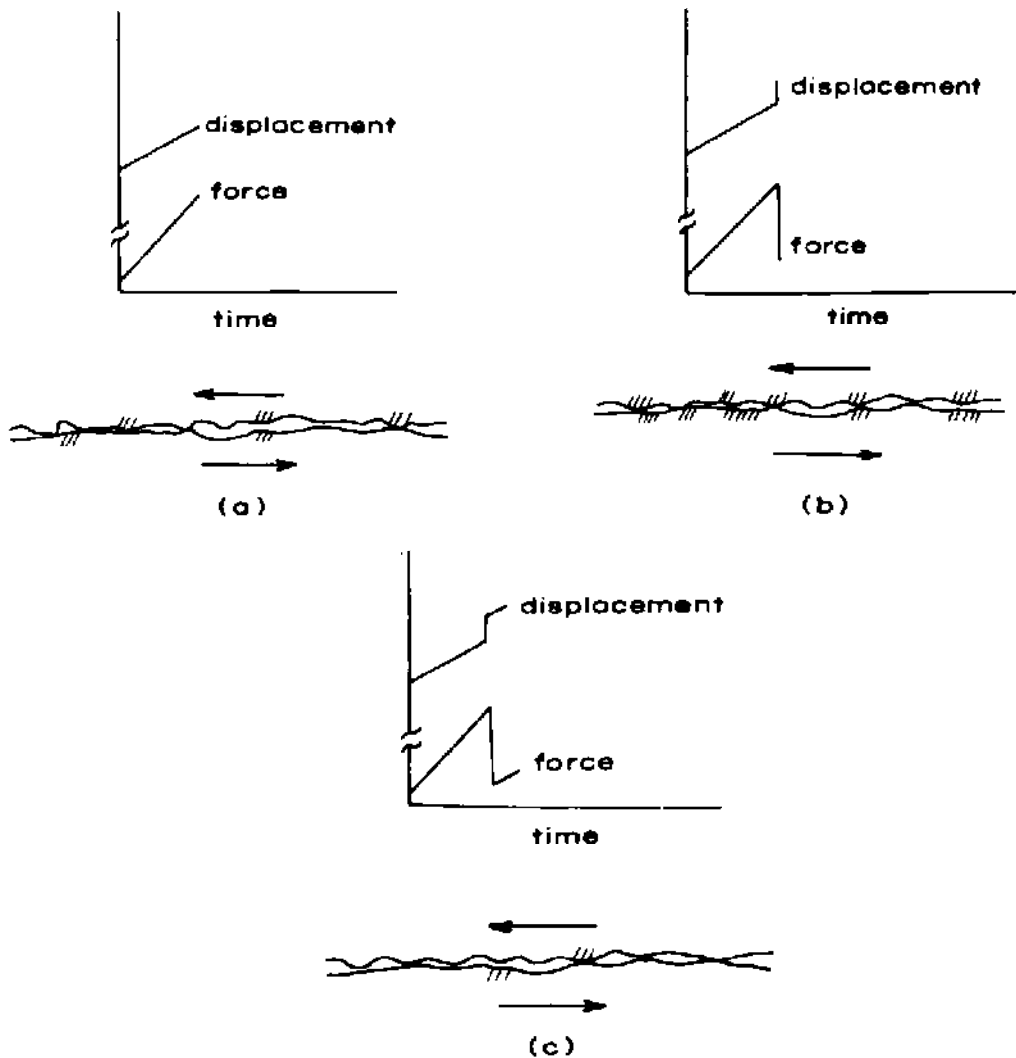 displacement
force
time
(a)
displacement
force
time
(b)
displacement
force
time
(c)